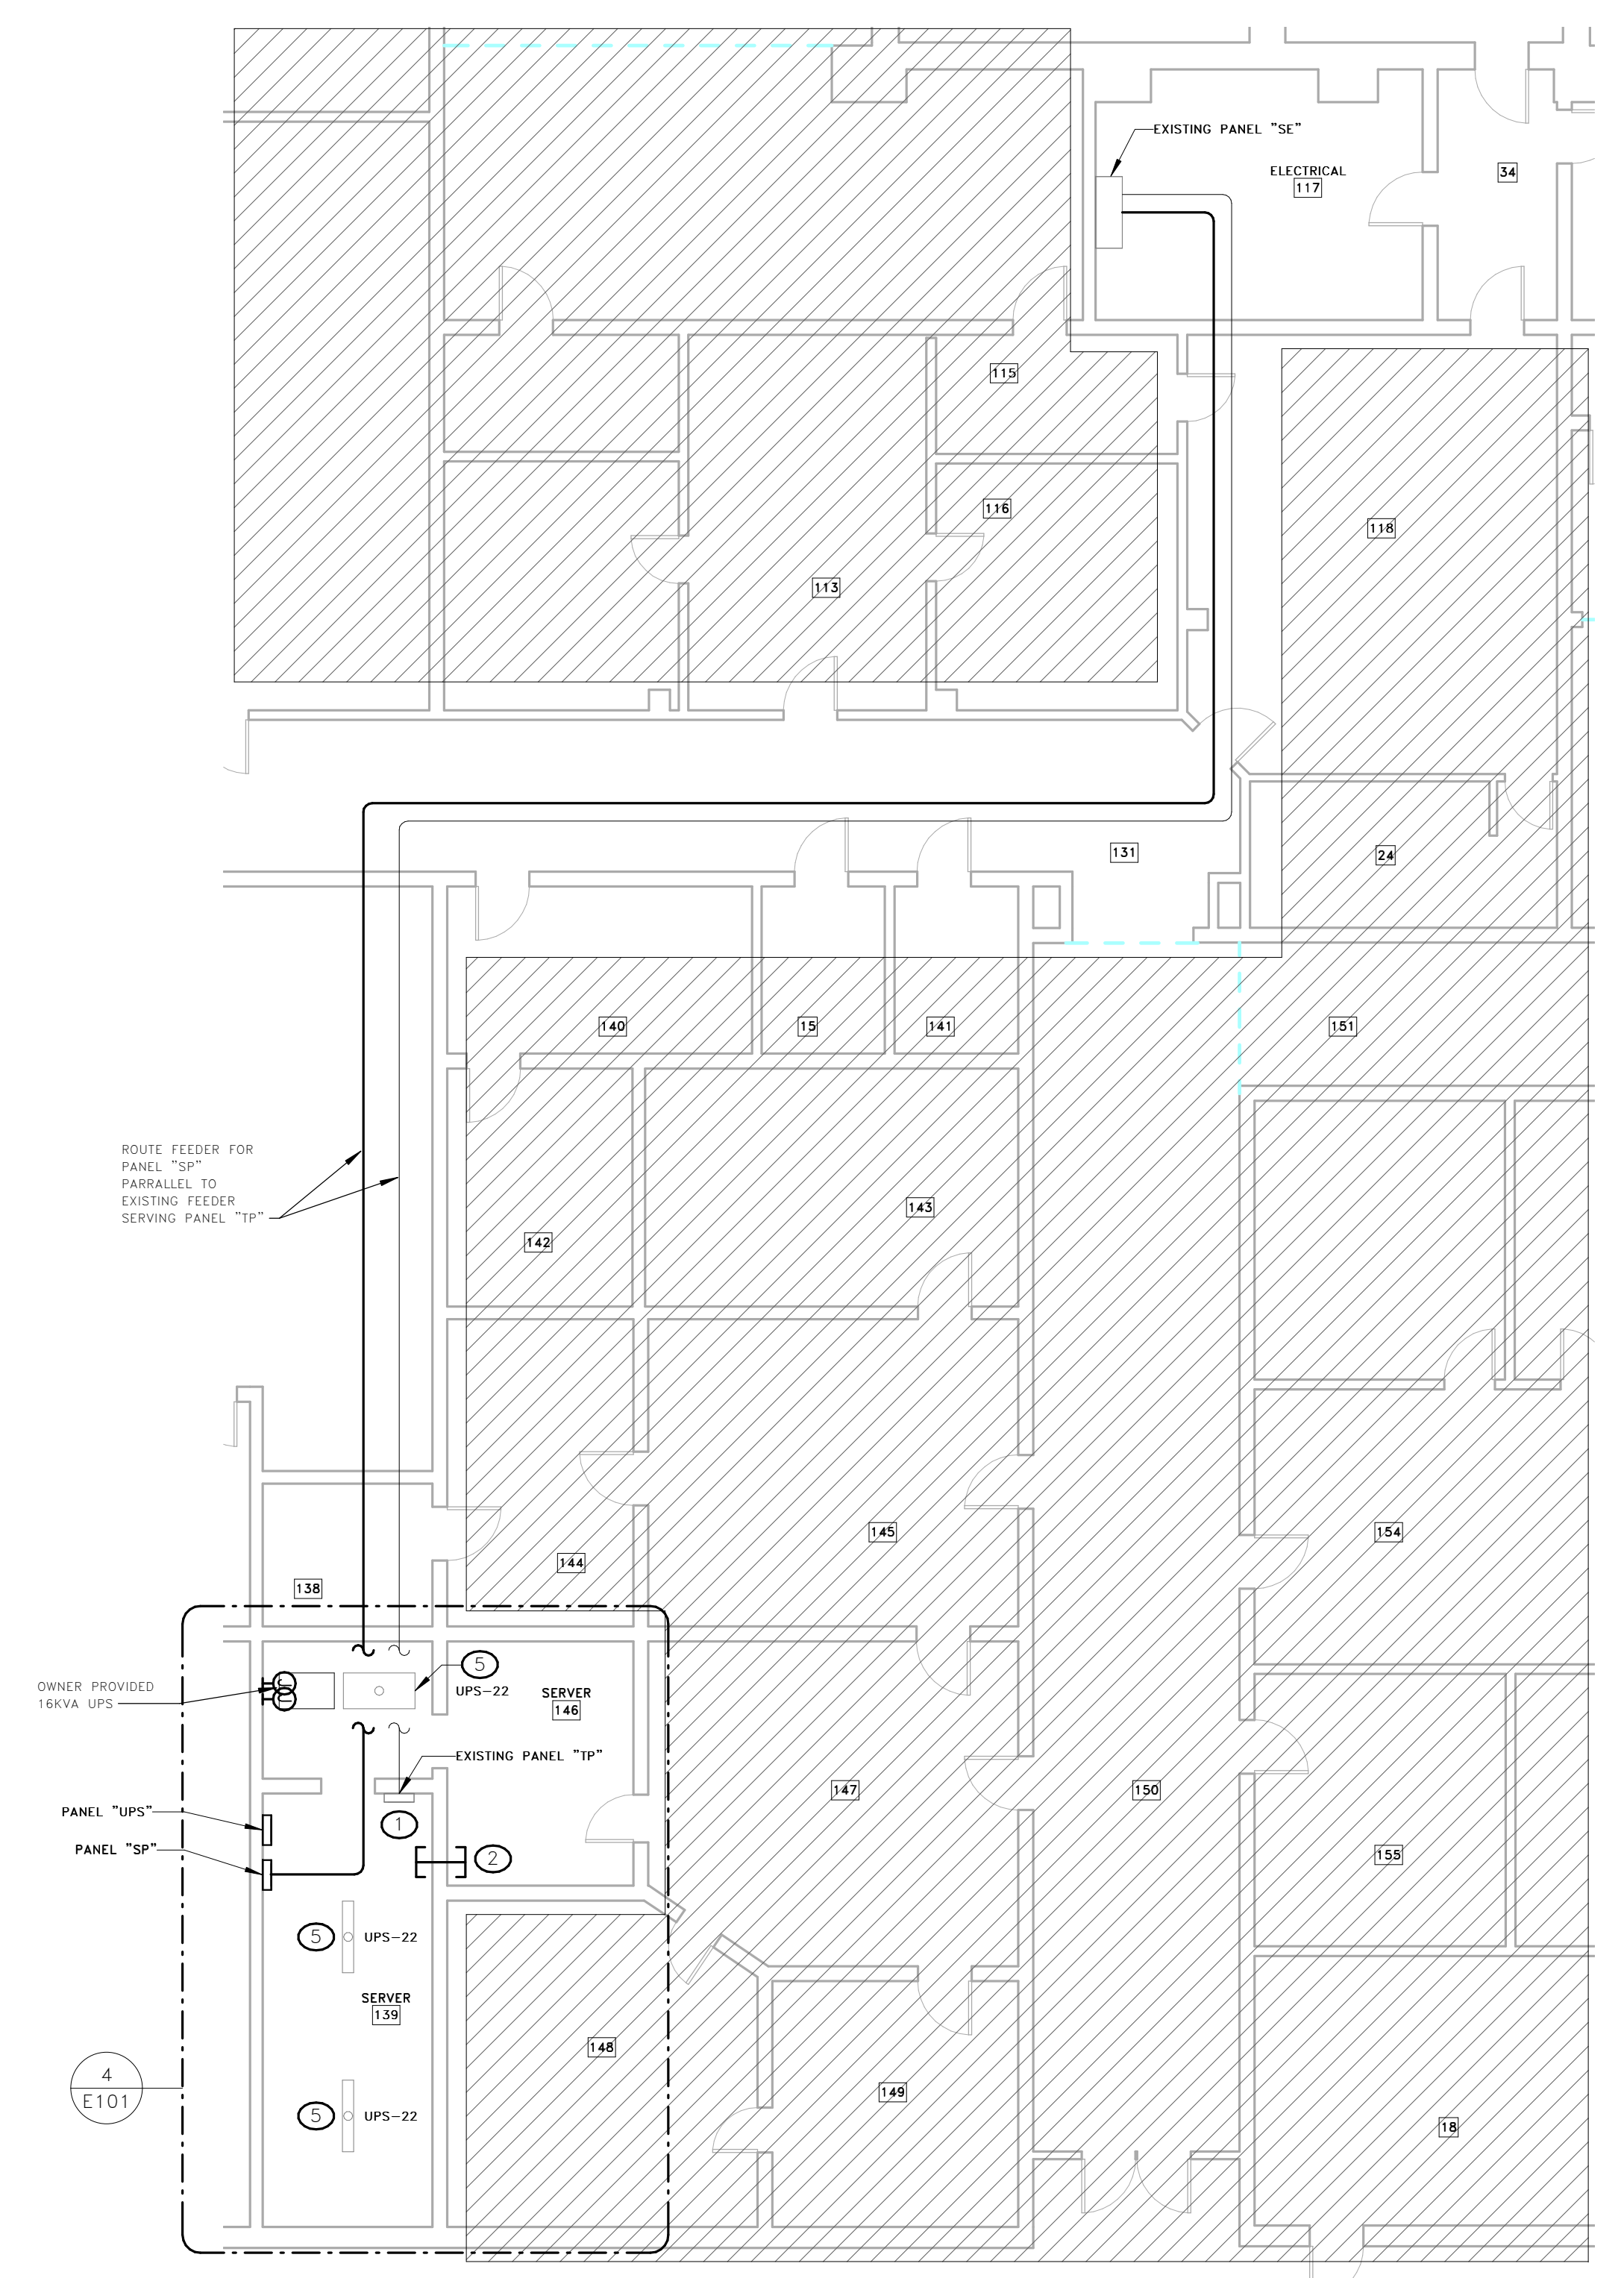 EXISTING PANEL "SE"
ELECTRICAL
117
34
115
118
116
113
131
24
140
15
141
151
ROUTE FEEDER FOR
PANEL "SP"
PARRALLEL TO
EXISTING FEEDER
SERVING PANEL "TP"
143
142
145
154
144
138
5
OWNER PROVIDED
16KVA UPS
UPS-22
SERVER
146
EXISTING PANEL "TP"
147
150
PANEL "UPS"
1
PANEL "SP"
2
155
5
UPS-22
SERVER
139
148
4
E101
149
5
UPS-22
18